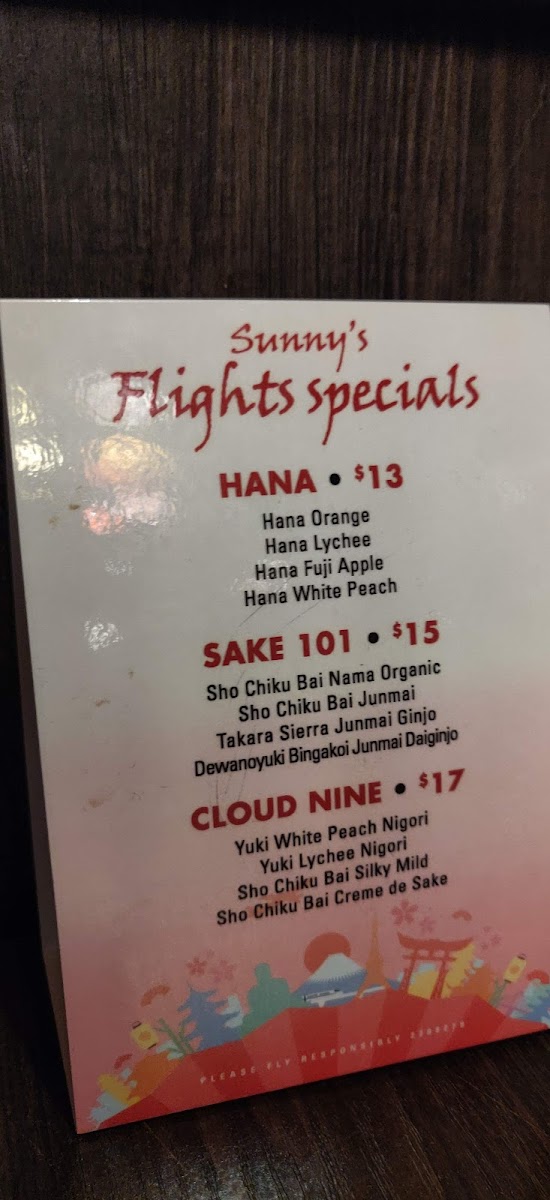 Sunny's
Flights specials
HANA • $13
Hana Orange
Hana Lychee
Hana Fuji Apple
Hana White Peach
SAKE 101 • $15
Sho Chiku Bai Nama Organic
Sho Chiku Bai Junmai
Takara Sierra Junmai Ginjo
Dewanoyuki Bingakoi Junmai Daiginjo
CLOUD NINE • $17
Yuki White Peach Nigori
Yuki Lychee Nigori
Sho Chiku Bai Silky Mild
Sho Chiku Bai Creme de Sake
PLEASE FLY RESPONSIBLY